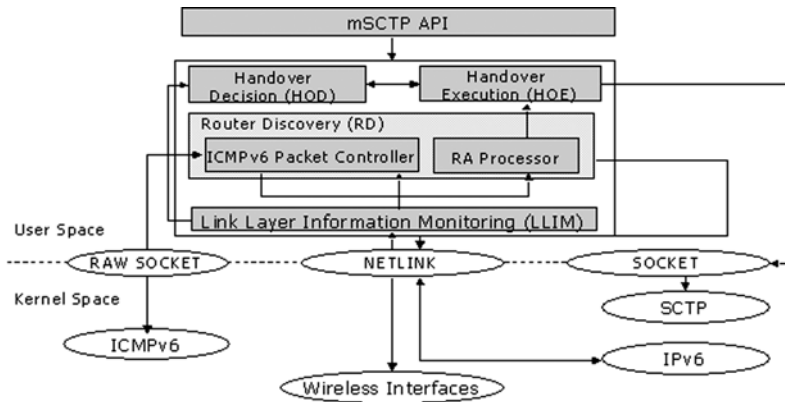 mSCTP API
Handover
Decision (HOD)
Handover
Execution (HOE)
Router Discovery (RD)
ICMPv6 Packet Controller
RA Processor
Link Layer Information Monitoring (LLIM)
User Space
RAW SOCKET
NETLINK
SOCKET
Kernel Space
SCTP
ICMPv6
IPv6
Wireless Interfaces